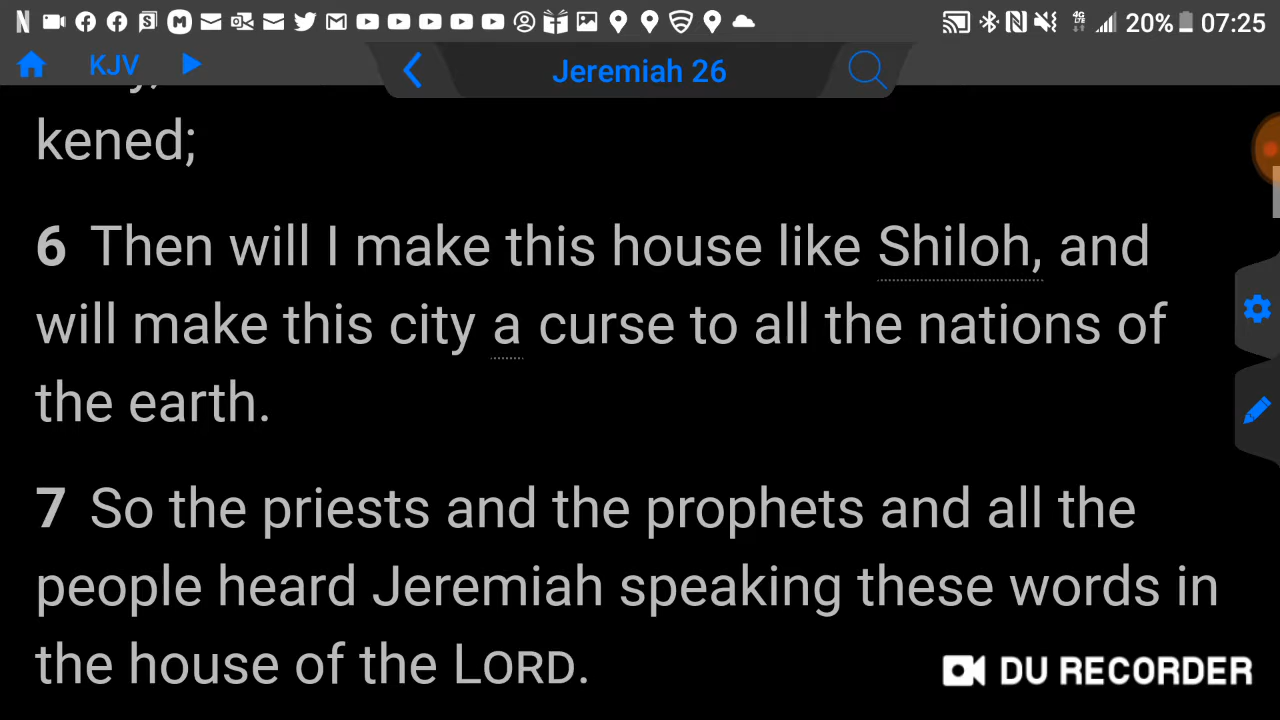 20% 07:25
KJV
Jeremiah 26
kened;
6 Then will I make this house like Shiloh, and
will make this city a curse to all the nations of
the earth.
7 So the priests and the prophets and all the
people heard Jeremiah speaking these words in
the house of the LORD.
DU RECORDER